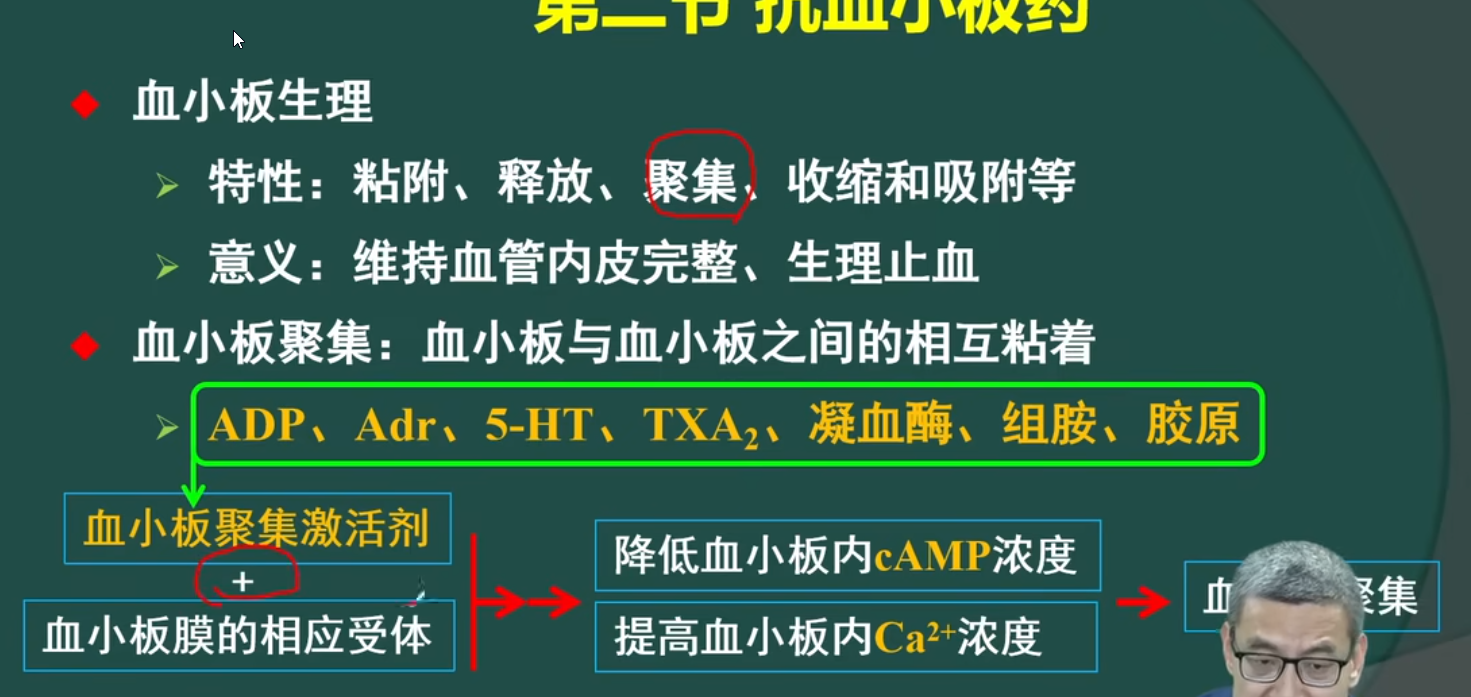 第二节 抗血小板药
血小板生理
特性：粘附、释放、聚集、收缩和吸附等
意义：维持血管内皮完整、生理止血
血小板聚集：血小板与血小板之间的相互粘着
ADP、Adr、5-HT、TXA₂、凝血酶、组胺、胶原
血小板聚集激活剂
+
血小板膜的相应受体
降低血小板内cAMP浓度
提高血小板内Ca²⁺浓度
血 聚集